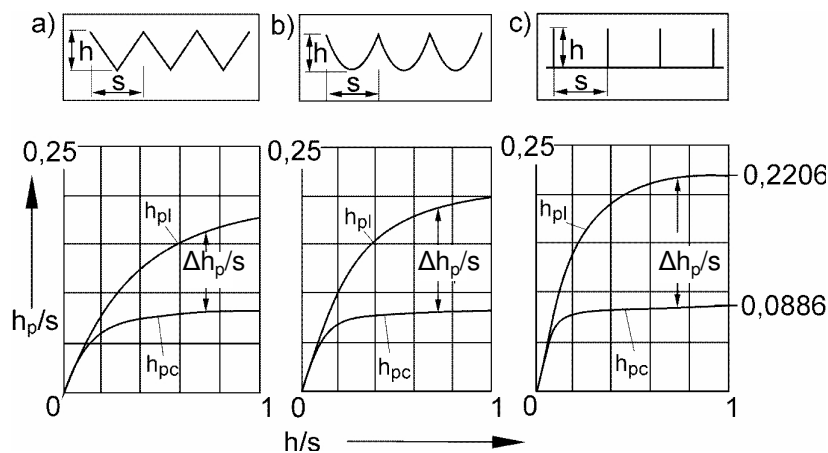 a)
h
s
b)
h
s
c)
h
s
0,25
h_p/s
h_pl
Δh_p/s
h_pc
0
1
0,25
h_pl
Δh_p/s
h_pc
0
1
0,25
h_pl
Δh_p/s
h_pc
0,2206
0,0886
0
1
h/s